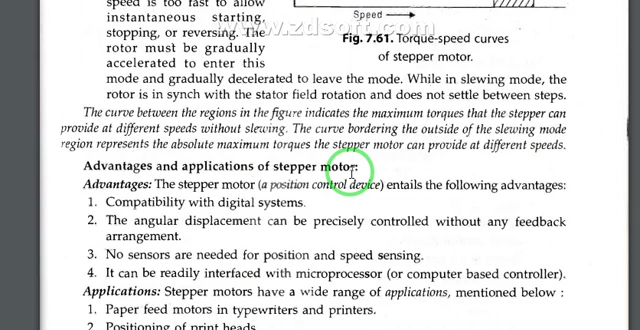 speed is too fast to allow
instantaneous starting,
stopping, or reversing. The
rotor must be gradually
accelerated to enter this
Speed
www.zdsoft.com
Fig. 7.61. Torque-speed curves
of stepper motor.
mode and gradually decelerated to leave the mode. While in slewing mode, the
rotor is in synch with the stator field rotation and does not settle between steps.
The curve between the regions in the figure indicates the maximum torques that the stepper can
provide at different speeds without slewing. The curve bordering the outside of the slewing mode
region represents the absolute maximum torques the stepper motor can provide at different speeds.
Advantages and applications of stepper motor:
Advantages: The stepper motor (a position control device) entails the following advantages:
1. Compatibility with digital systems.
2. The angular displacement can be precisely controlled without any feedback
arrangement.
3. No sensors are needed for position and speed sensing.
4. It can be readily interfaced with microprocessor (or computer based controller).
Applications: Stepper motors have a wide range of applications, mentioned below :
1. Paper feed motors in typewriters and printers.
2. Positioning of print heads.